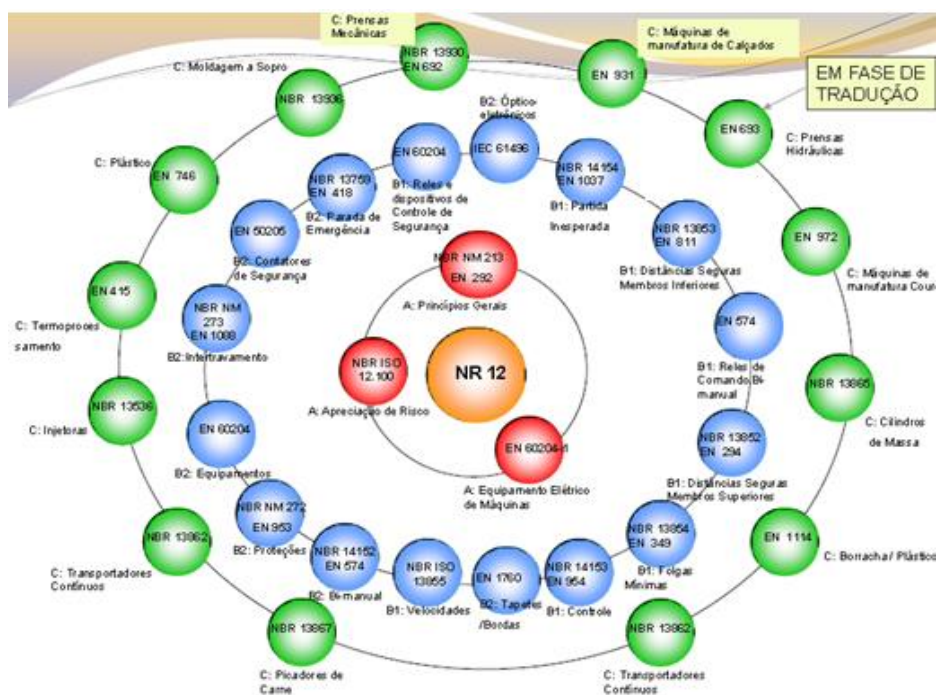 C: Prensas
Mecânicas
NBR 13930
EN 692
C: Máquinas de
manufatura de Calçados
EN 931
EM FASE DE
TRADUÇÃO
EN 693
C: Prensas
Hidráulicas
EN 972
C: Máquinas de
manufatura Couro
NBR 13865
C: Cilindros
de Massa
EN 1114
C: Borracha / Plástico
NBR 13862
C: Transportadores
Contínuos
NBR 13867
C: Picadores de
Carne
NBR 13862
C: Transportadores
Contínuos
NBR 13536
C: Injetoras
EN 415
C: Termoproces
samento
EN 746
C: Plástico
NBR 13936
C: Moldagem a Sopro
B2: Óptico
eletrônicos
IEC 61496
NBR 14154
EN 1037
B1: Partida
Inesperada
NBR 13853
EN 811
B1: Distâncias Seguras
Membros Inferiores
EN 574
B1: Reles de
Comando Bi-
manual
NBR 13852
EN 294
B1: Distâncias Seguras
Membros Superiores
NBR 13854
EN 349
B1: Folgas
Mínimas
NBR 14153
EN 954
B1: Controle
EN 1760
B2: Tapetes
/Bordas
NBR ISO
13855
B1: Velocidades
NBR 14152
EN 574
B2: Bi-manual
NBR NM 272
EN 953
B2: Proteções
EN 60204
B2: Equipamentos
NBR NM
273
EN 1088
B2: Intertravamento
EN 50205
B2: Contatores
de Segurança
NBR 13759
EN 418
B2: Parada de
Emergência
EN 60204
B1: Reles e
dispositivos de
Controle de
Segurança
NBR NM 213
EN 292
A: Princípios Gerais
NBR ISO
12.100
A: Apreciação de Risco
NR 12
EN 60204-1
A: Equipamento Elétrico
de Máquinas